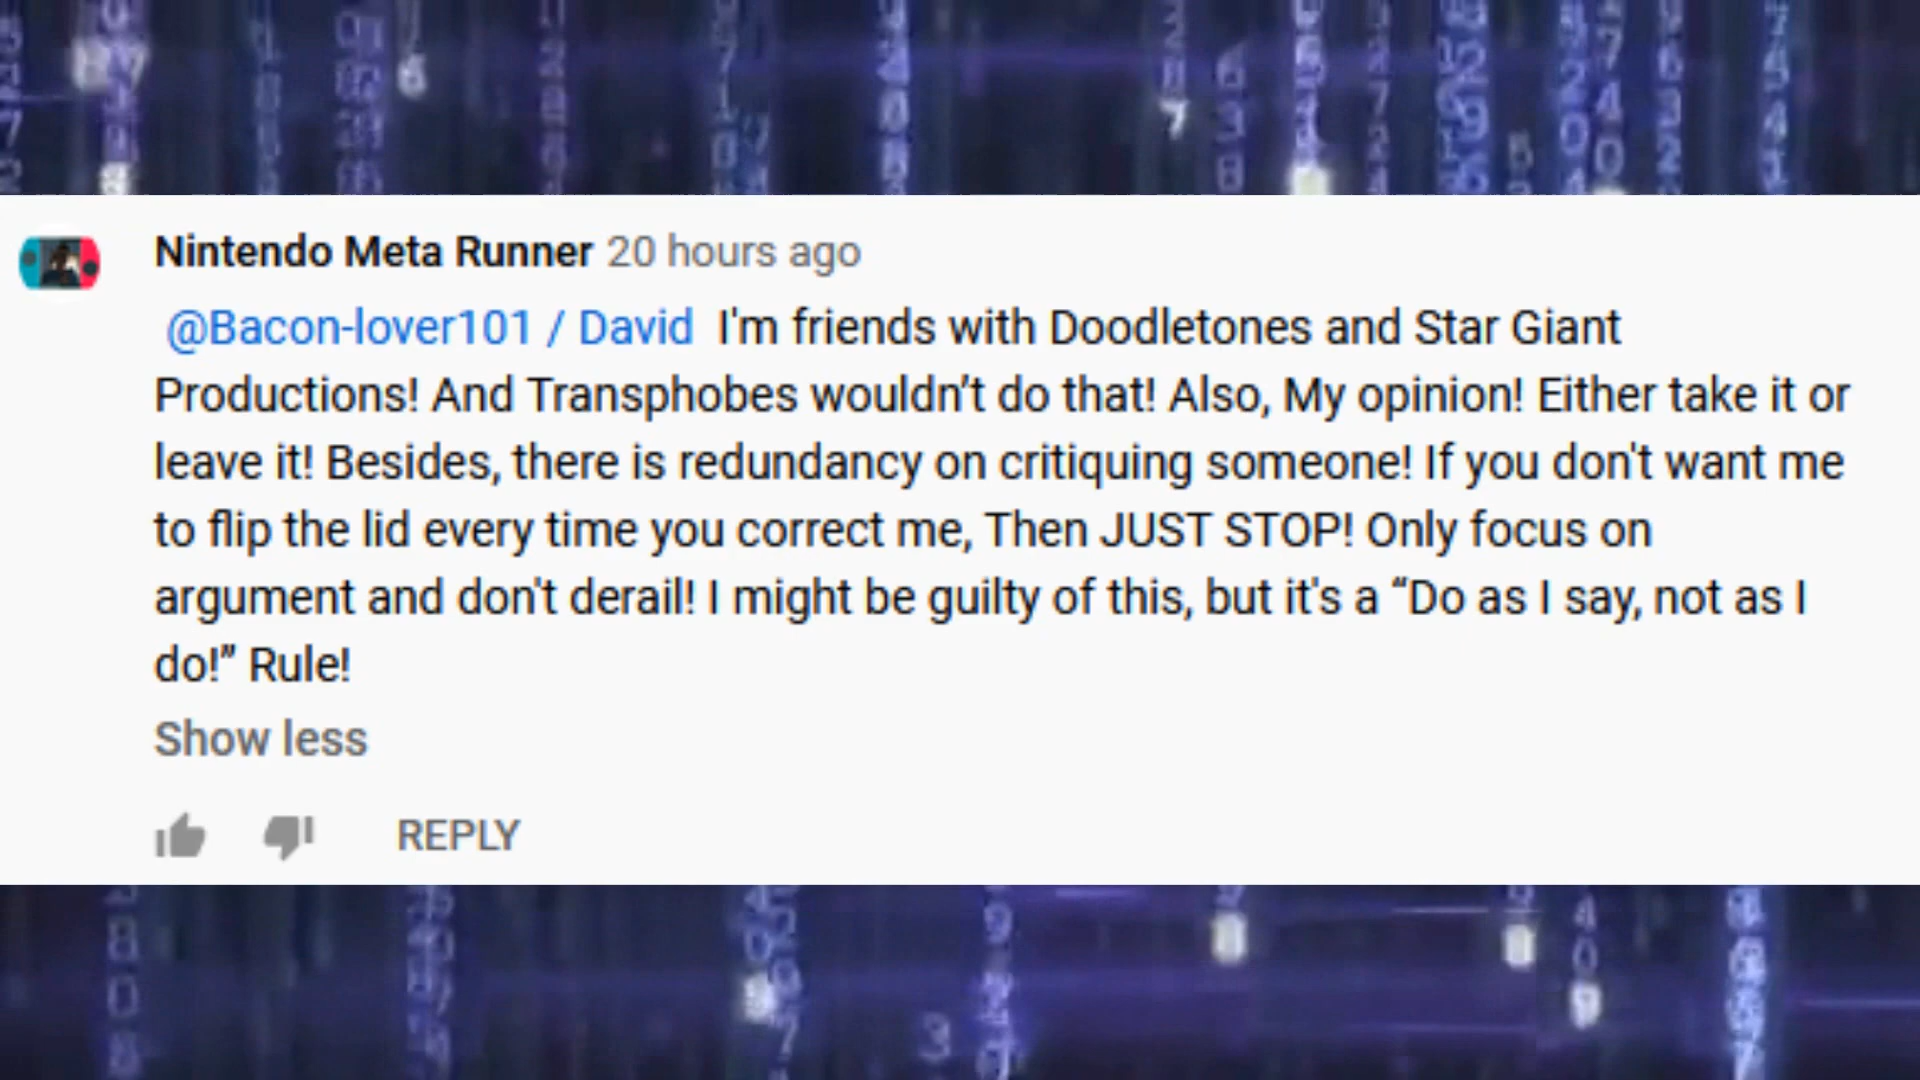 Nintendo Meta Runner 20 hours ago
@Bacon-lover101 / David I'm friends with Doodletones and Star Giant
Productions! And Transphobes wouldn’t do that! Also, My opinion! Either take it or
leave it! Besides, there is redundancy on critiquing someone! If you don't want me
to flip the lid every time you correct me, Then JUST STOP! Only focus on
argument and don't derail! I might be guilty of this, but it's a “Do as I say, not as I
do!” Rule!
Show less
REPLY